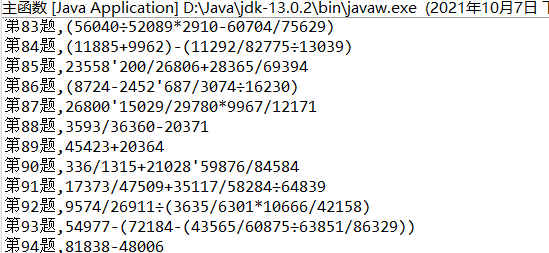 主函数 [Java Application] D:\Java\jdk-13.0.2\bin\javaw.exe  (2021年10月7日 下
第83题,(56040÷52089*2910-60704/75629)
第84题,(11885+9962)-(11292/82775÷13039)
第85题,23558'200/26806+28365/69394
第86题,(8724-2452'687/3074÷16230)
第87题,26800'15029/29780*9967/12171
第88题,3593/36360-20371
第89题,45423+20364
第90题,336/1315+21028'59876/84584
第91题,17373/47509+35117/58284÷64839
第92题,9574/26911÷(3635/6301*10666/42158)
第93题,54977-(72184-(43565/60875÷63851/86329))
第94题,81838-48006